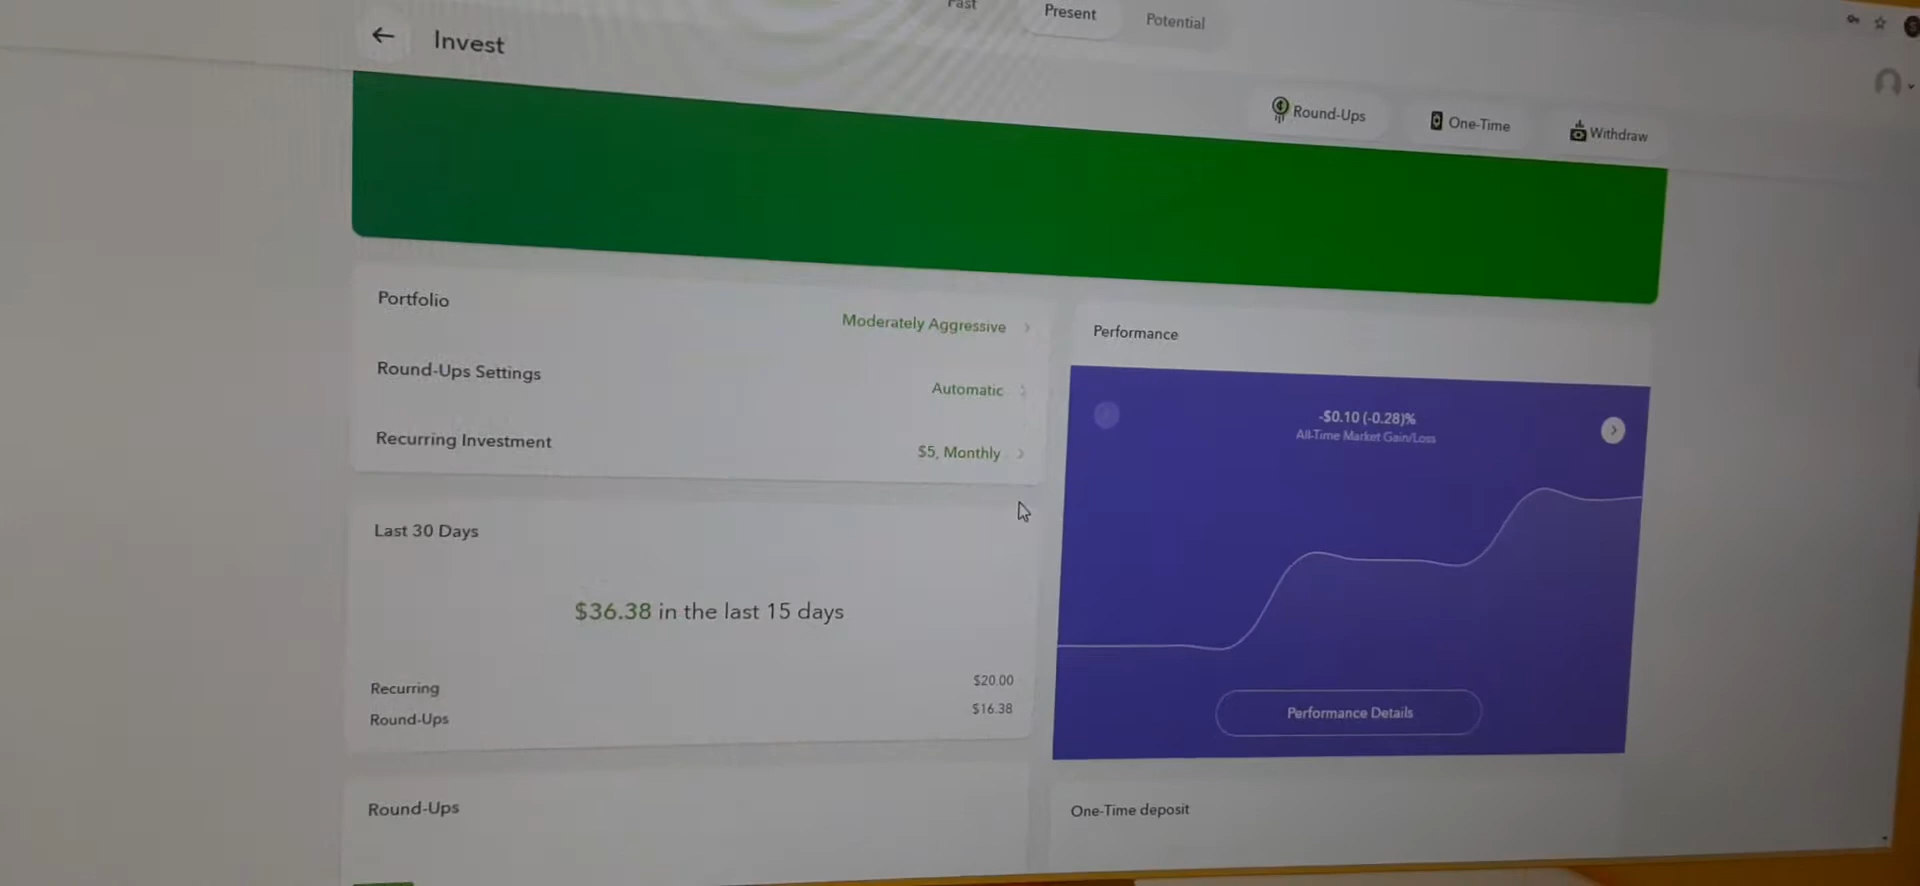 Past
Present
Potential
Invest
Round-Ups
One-Time
Withdraw
Portfolio
Moderately Aggressive
Round-Ups Settings
Automatic
Recurring Investment
$5, Monthly
Performance
-$0.10 (-0.28)%
All-Time Market Gain/Loss
Performance Details
Last 30 Days
$36.38 in the last 15 days
Recurring
$20.00
Round-Ups
$16.38
Round-Ups
One-Time deposit